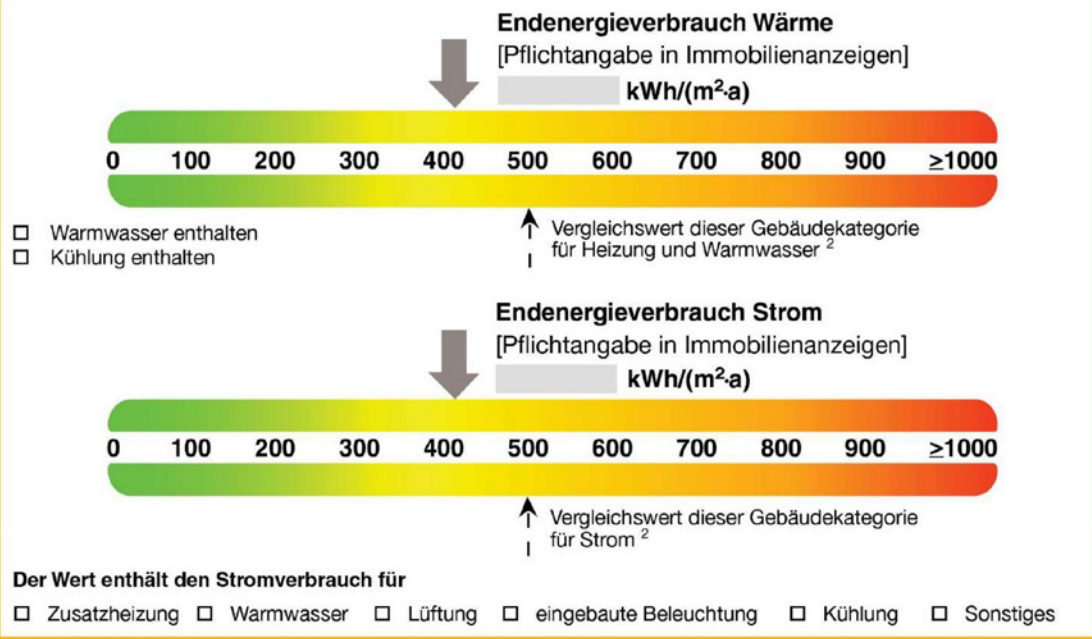 Endenergieverbrauch Wärme
[Pflichtangabe in Immobilienanzeigen]
kWh/(m²·a)
0 100 200 300 400 500 600 700 800 900 ≥1000
Vergleichswert dieser Gebäudekategorie
für Heizung und Warmwasser ²
☐ Warmwasser enthalten
☐ Kühlung enthalten
Endenergieverbrauch Strom
[Pflichtangabe in Immobilienanzeigen]
kWh/(m²·a)
0 100 200 300 400 500 600 700 800 900 ≥1000
Vergleichswert dieser Gebäudekategorie
für Strom ²
Der Wert enthält den Stromverbrauch für
☐ Zusatzheizung ☐ Warmwasser ☐ Lüftung ☐ eingebaute Beleuchtung ☐ Kühlung ☐ Sonstiges